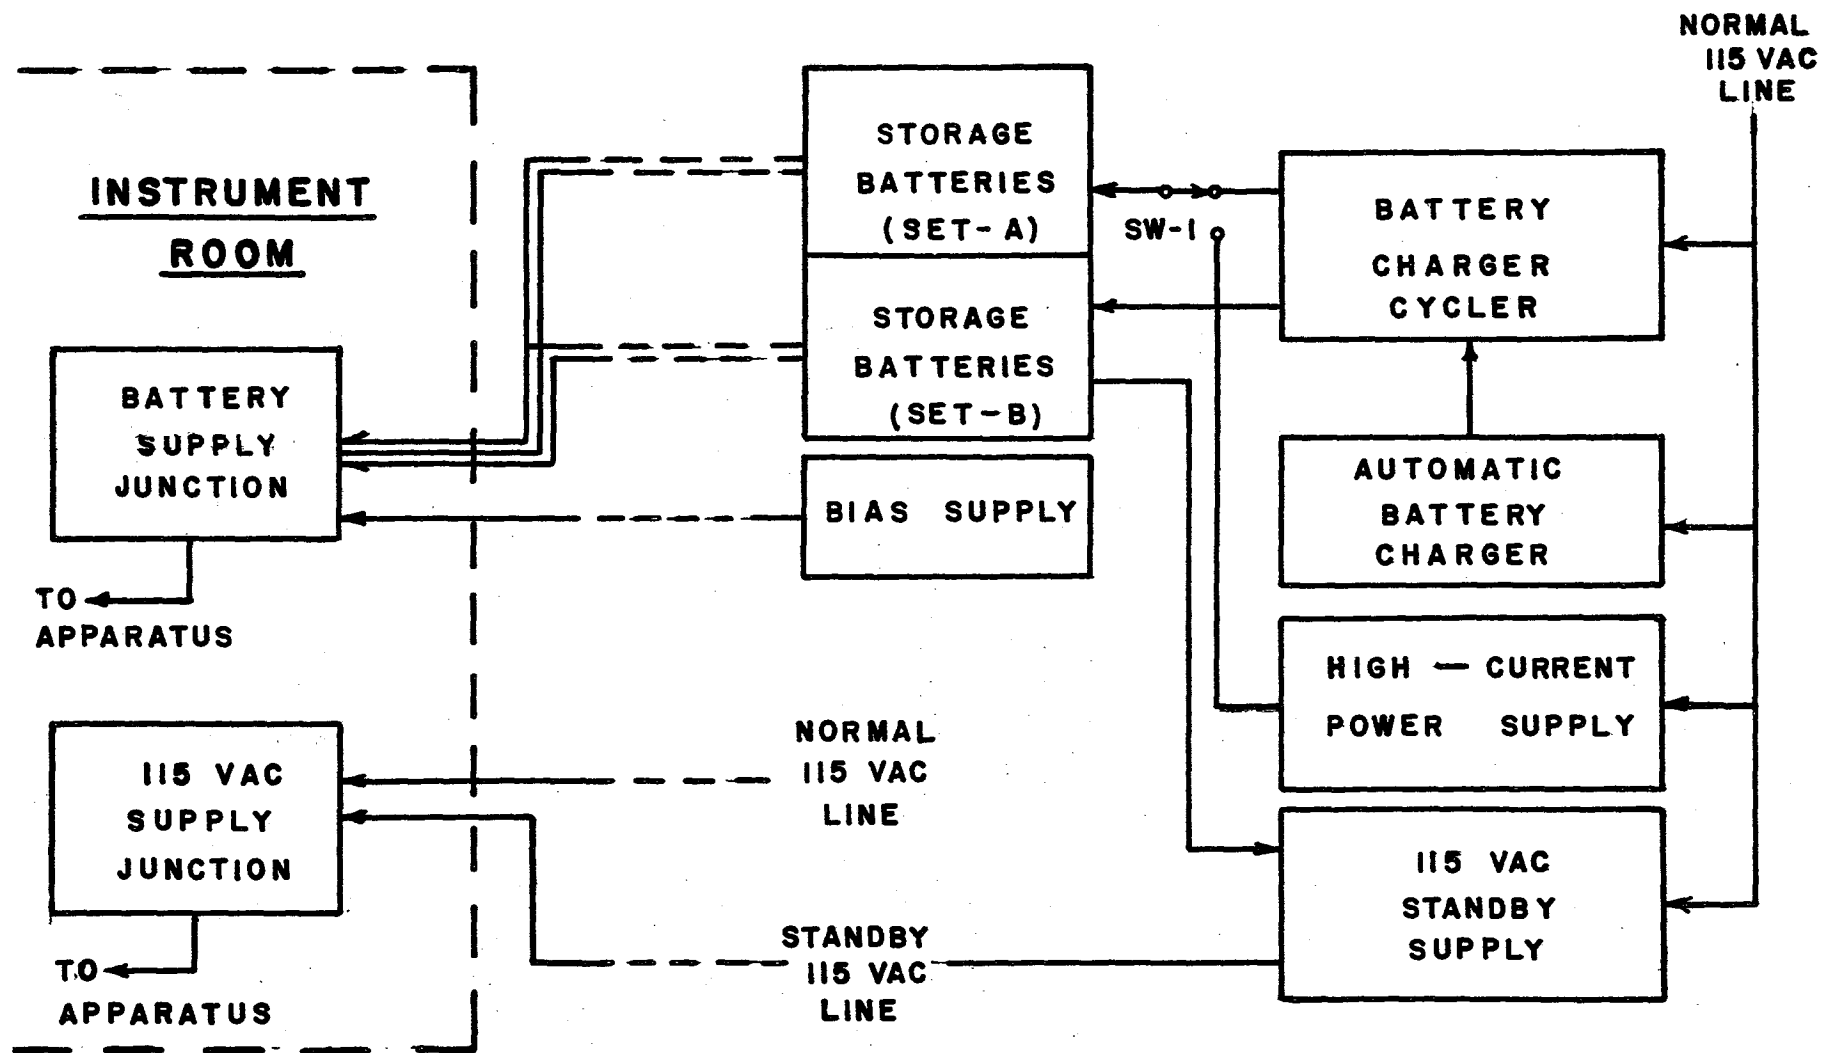 NORMAL
115 VAC
LINE
INSTRUMENT
ROOM
STORAGE
BATTERIES
(SET-A)
SW-1
BATTERY
CHARGER
CYCLER
STORAGE
BATTERIES
(SET-B)
BATTERY
SUPPLY
JUNCTION
BIAS SUPPLY
AUTOMATIC
BATTERY
CHARGER
TO
APPARATUS
HIGH - CURRENT
POWER SUPPLY
NORMAL
115 VAC
LINE
115 VAC
SUPPLY
JUNCTION
115 VAC
STANDBY
SUPPLY
STANDBY
115 VAC
LINE
TO
APPARATUS